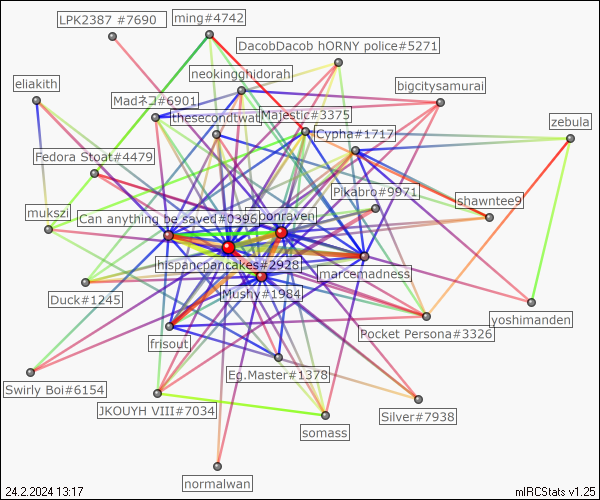 LPK2387 #7690
ming#4742
DacobDacob hORNY police#5271
neokingghidorah
eliakith
bigcitysamurai
Madネコ#6901
thesecondtwat
Majestic#3375
zebula
Cypha#1717
Fedora Stoat#4479
Pikabro#9971
shawntee9
mukszi
Can anything be saved#0396
onraven
hispancpancakes#2928
marcemadness
Duck#1245
Mushy#1984
yoshimanden
frisout
Pocket Persona#3326
Eg.Master#1378
Swirly Boi#6154
JKOUYH VIII#7034
Silver#7938
somass
normalwan
24.2.2024 13:17
mIRCStats v1.25